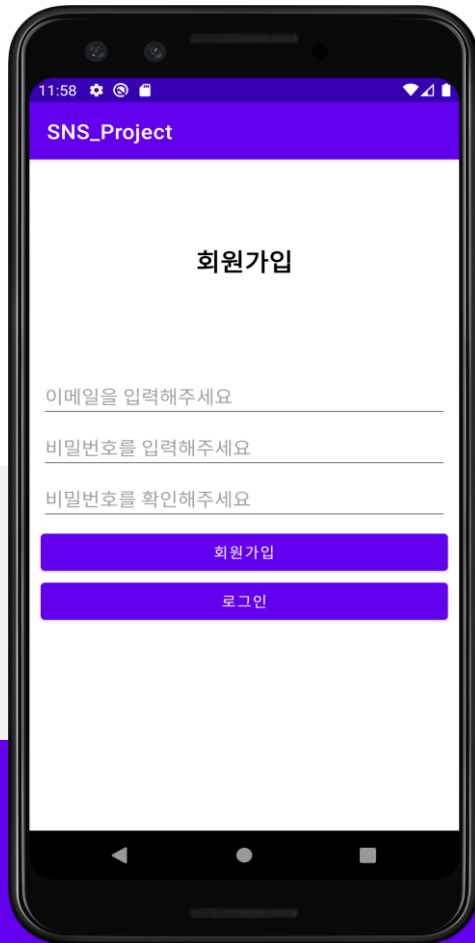 11:58
SNS_Project
회원가입
이메일을 입력해주세요
비밀번호를 입력해주세요
비밀번호를 확인해주세요
회원가입
로그인